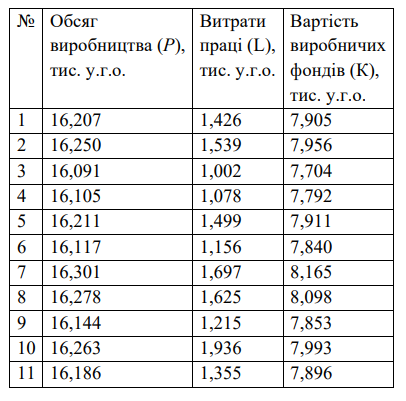 № Обсяг Витрати Вартість
виробництва (P), праці (L), виробничих
тис. у.г.о. тис. у.г.о. фондів (К),
тис. у.г.о.
1 16,207 1,426 7,905
2 16,250 1,539 7,956
3 16,091 1,002 7,704
4 16,105 1,078 7,792
5 16,211 1,499 7,911
6 16,117 1,156 7,840
7 16,301 1,697 8,165
8 16,278 1,625 8,098
9 16,144 1,215 7,853
10 16,263 1,936 7,993
11 16,186 1,355 7,896